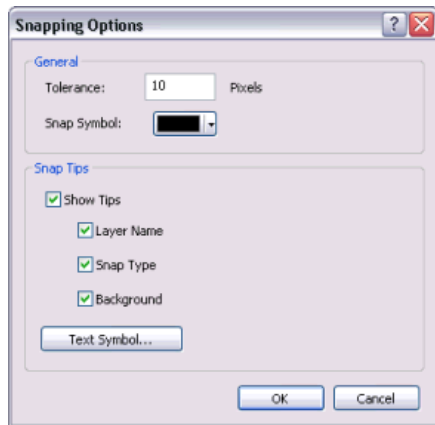 Snapping Options
General
Tolerance: 10 Pixels
Snap Symbol:
Snap Tips
Show Tips
Layer Name
Snap Type
Background
Text Symbol...
OK Cancel